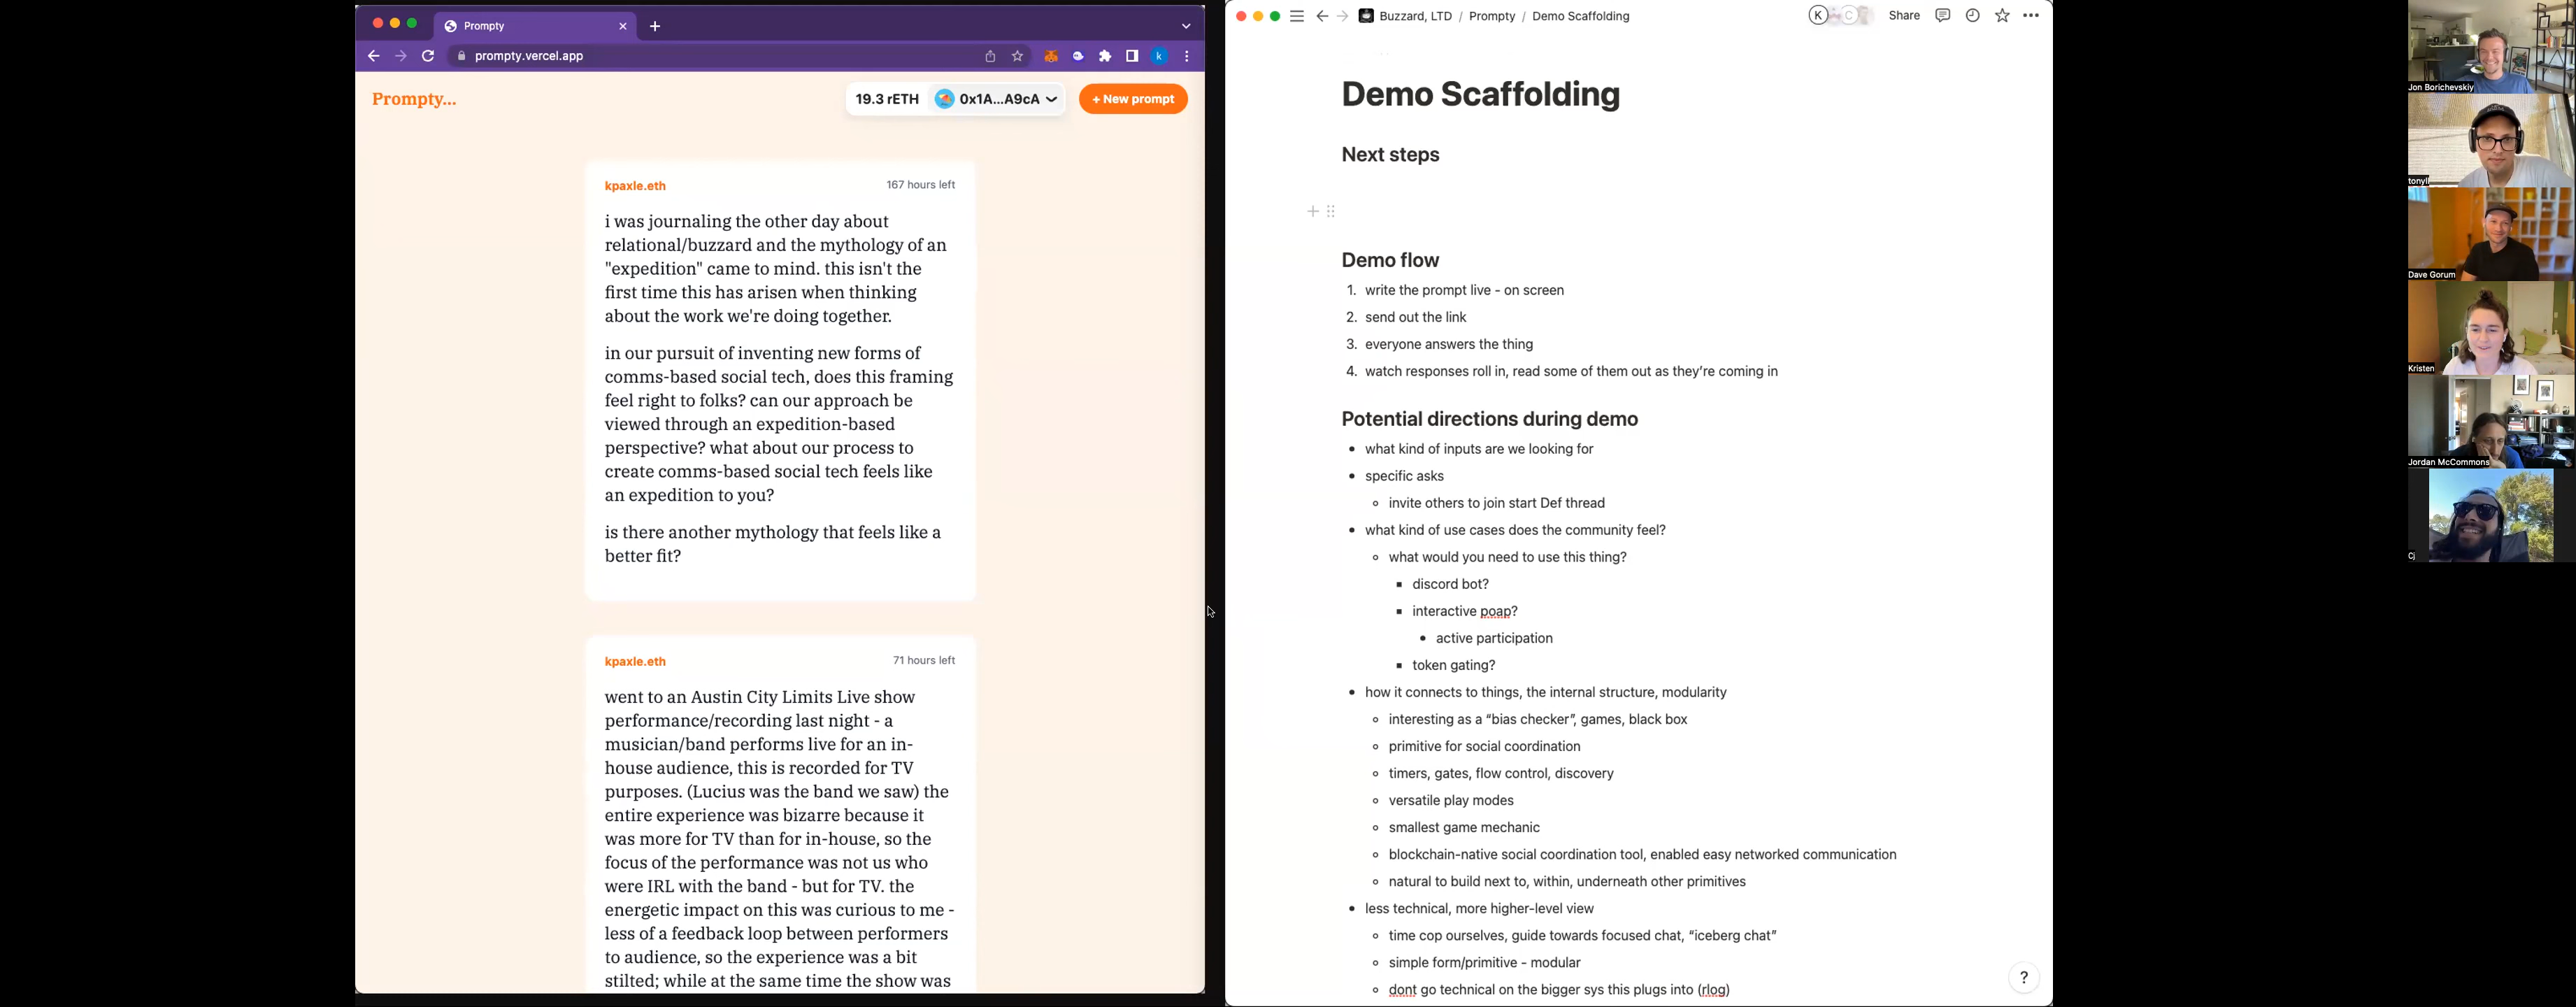 Prompty
prompty.vercel.app
Prompty...
19.3 rETH
0x1A...A9cA
+ New prompt
kpaxle.eth
167 hours left
i was journaling the other day about
relational/buzzard and the mythology of an
"expedition" came to mind. this isn't the
first time this has arisen when thinking
about the work we're doing together.
in our pursuit of inventing new forms of
comms-based social tech, does this framing
feel right to folks? can our approach be
viewed through an expedition-based
perspective? what about our process to
create comms-based social tech feels like
an expedition to you?
is there another mythology that feels like a
better fit?
kpaxle.eth
71 hours left
went to an Austin City Limits Live show
performance/recording last night - a
musician/band performs live for an in-
house audience, this is recorded for TV
purposes. (Lucius was the band we saw) the
entire experience was bizarre because it
was more for TV than for in-house, so the
focus of the performance was not us who
were IRL with the band - but for TV. the
energetic impact on this was curious to me -
less of a feedback loop between performers
to audience, so the experience was a bit
stilted; while at the same time the show was
Buzzard, LTD / Prompty / Demo Scaffolding
K
C
Share
Demo Scaffolding
Next steps
Demo flow
1. write the prompt live - on screen
2. send out the link
3. everyone answers the thing
4. watch responses roll in, read some of them out as they're coming in
Potential directions during demo
• what kind of inputs are we looking for
• specific asks
◦ invite others to join start Def thread
• what kind of use cases does the community feel?
◦ what would you need to use this thing?
▪ discord bot?
▪ interactive poap?
• active participation
▪ token gating?
• how it connects to things, the internal structure, modularity
◦ interesting as a “bias checker”, games, black box
◦ primitive for social coordination
◦ timers, gates, flow control, discovery
◦ versatile play modes
◦ smallest game mechanic
◦ blockchain-native social coordination tool, enabled easy networked communication
◦ natural to build next to, within, underneath other primitives
• less technical, more higher-level view
◦ time cop ourselves, guide towards focused chat, “iceberg chat”
◦ simple form/primitive - modular
◦ dont go technical on the bigger sys this plugs into (rlog)
?
Jon Borichevskiy
Dave Gorum
Kristen
Jordan McCommons